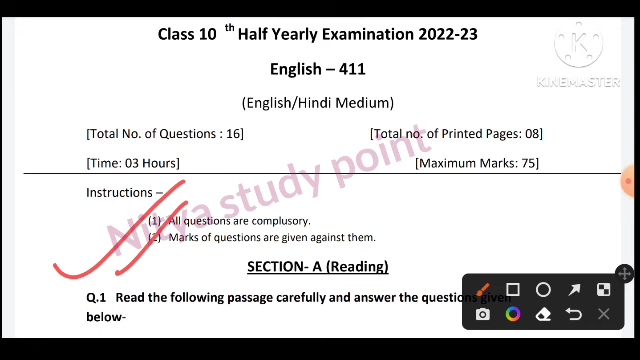 Class 10 th Half Yearly Examination 2022-23
English – 411
(English/Hindi Medium)
[Total No. of Questions : 16] [Total no. of Printed Pages: 08]
[Time: 03 Hours] [Maximum Marks: 75]
Instructions –
(1) All questions are complusory.
(2) Marks of questions are given against them.
SECTION- A (Reading)
Q.1 Read the following passage carefully and answer the questions given
below-
Nitya study point
K
KINEMASTER